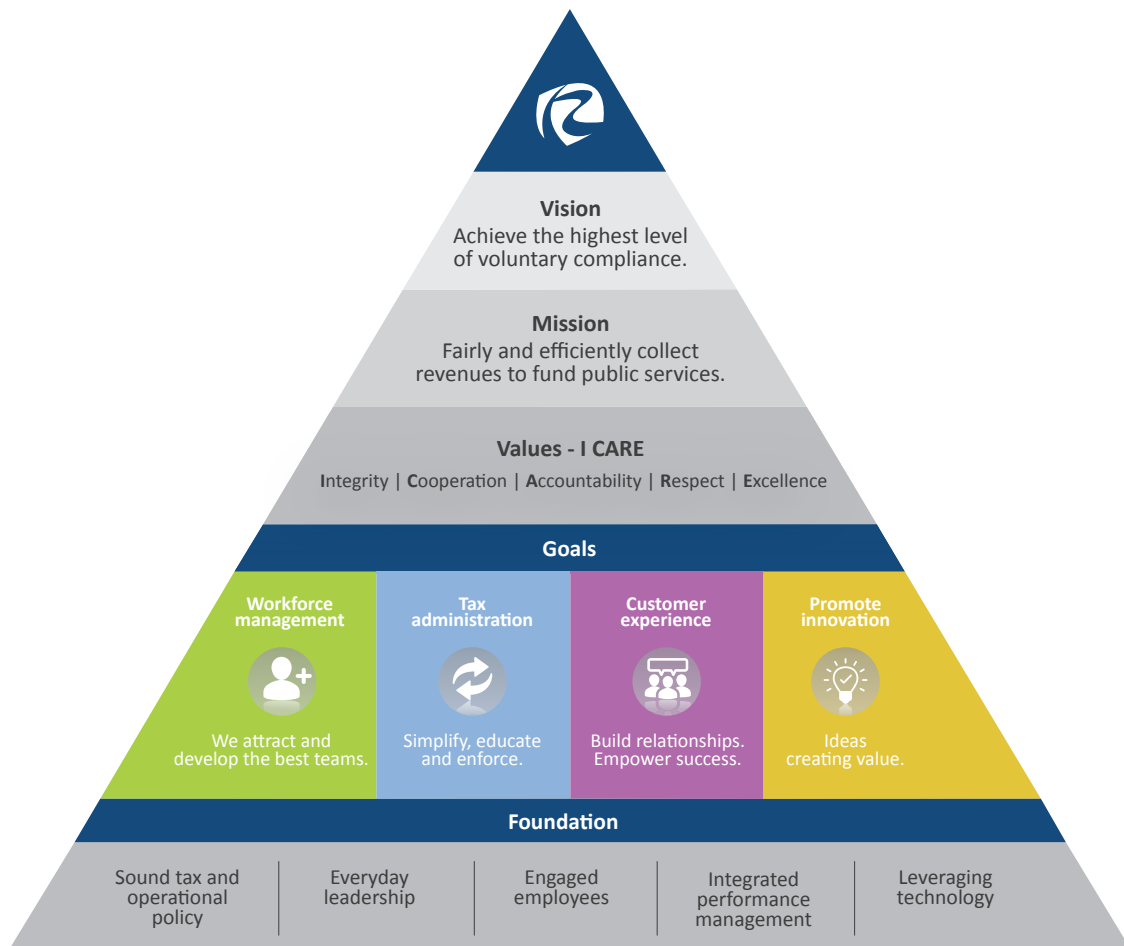 Vision
Achieve the highest level
of voluntary compliance.
Mission
Fairly and efficiently collect
revenues to fund public services.
Values - I CARE
Integrity | Cooperation | Accountability | Respect | Excellence
Goals
Workforce
management
We attract and
develop the best teams.
Tax
administration
Simplify, educate
and enforce.
Customer
experience
Build relationships.
Empower success.
Promote
innovation
Ideas
creating value.
Foundation
Sound tax and
operational
policy
Everyday
leadership
Engaged
employees
Integrated
performance
management
Leveraging
technology